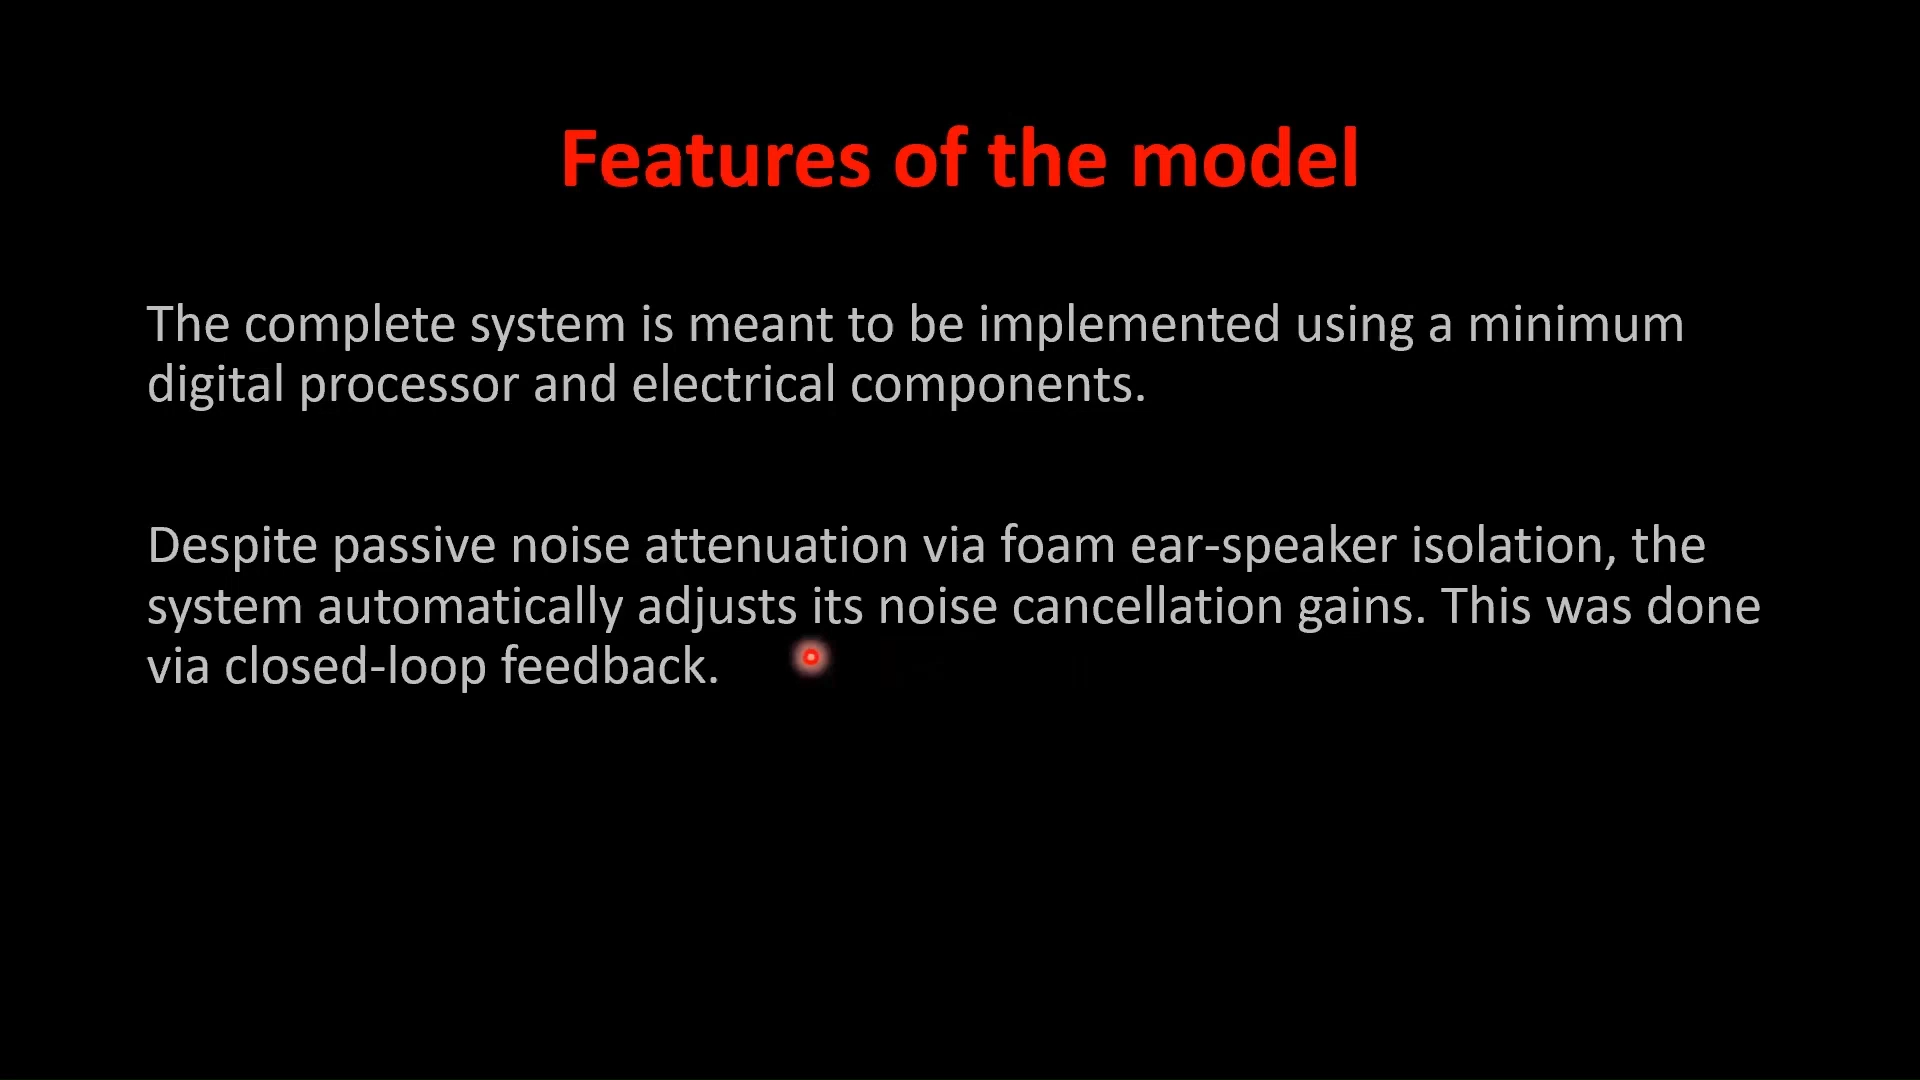 Features of the model
The complete system is meant to be implemented using a minimum
digital processor and electrical components.
Despite passive noise attenuation via foam ear-speaker isolation, the
system automatically adjusts its noise cancellation gains. This was done
via closed-loop feedback.